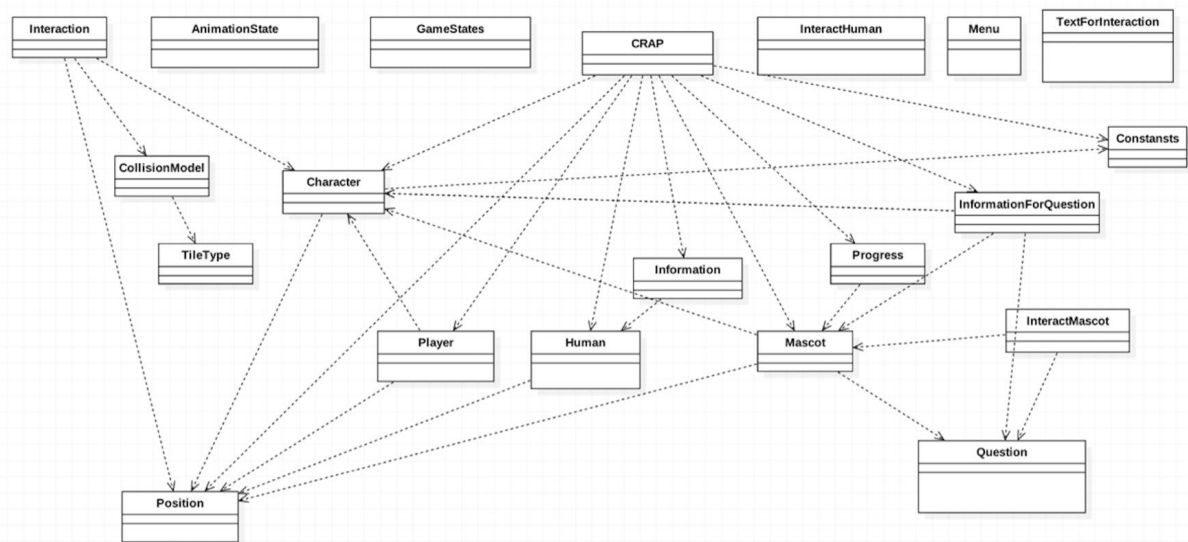 Interaction
AnimationState
GameStates
CRAP
InteractHuman
Menu
TextForInteraction
Constansts
CollisionModel
Character
InformationForQuestion
TileType
Information
Progress
Player
Human
Mascot
InteractMascot
Question
Position